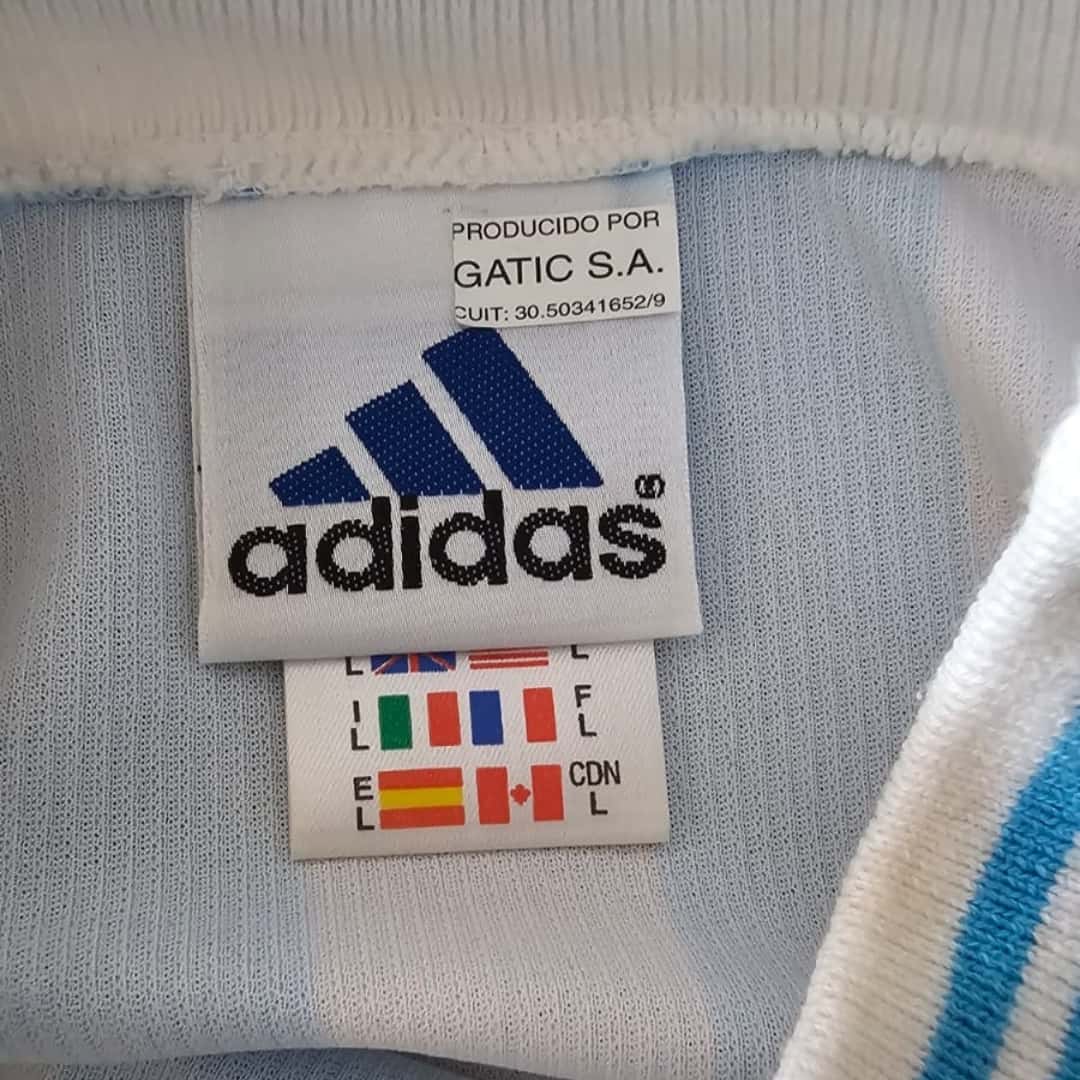 PRODUCIDO POR
GATIC S.A.
CUIT: 30.50341652/9
adidas®
L L
I F
L L
E CDN
L L